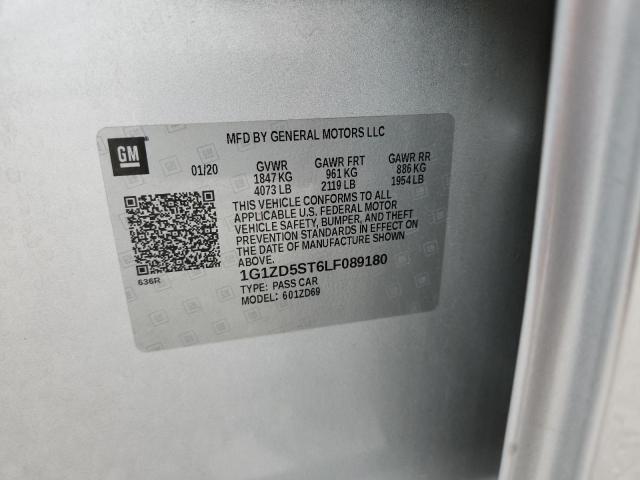 GM
MFD BY GENERAL MOTORS LLC
01/20 GVWR GAWR FRT GAWR RR
1847 KG 961 KG 886 KG
4073 LB 2119 LB 1954 LB
THIS VEHICLE CONFORMS TO ALL
APPLICABLE U.S. FEDERAL MOTOR
VEHICLE SAFETY, BUMPER, AND THEFT
PREVENTION STANDARDS IN EFFECT ON
THE DATE OF MANUFACTURE SHOWN
ABOVE.
636R
1G1ZD5ST6LF089180
TYPE: PASS CAR
MODEL: 601ZD69